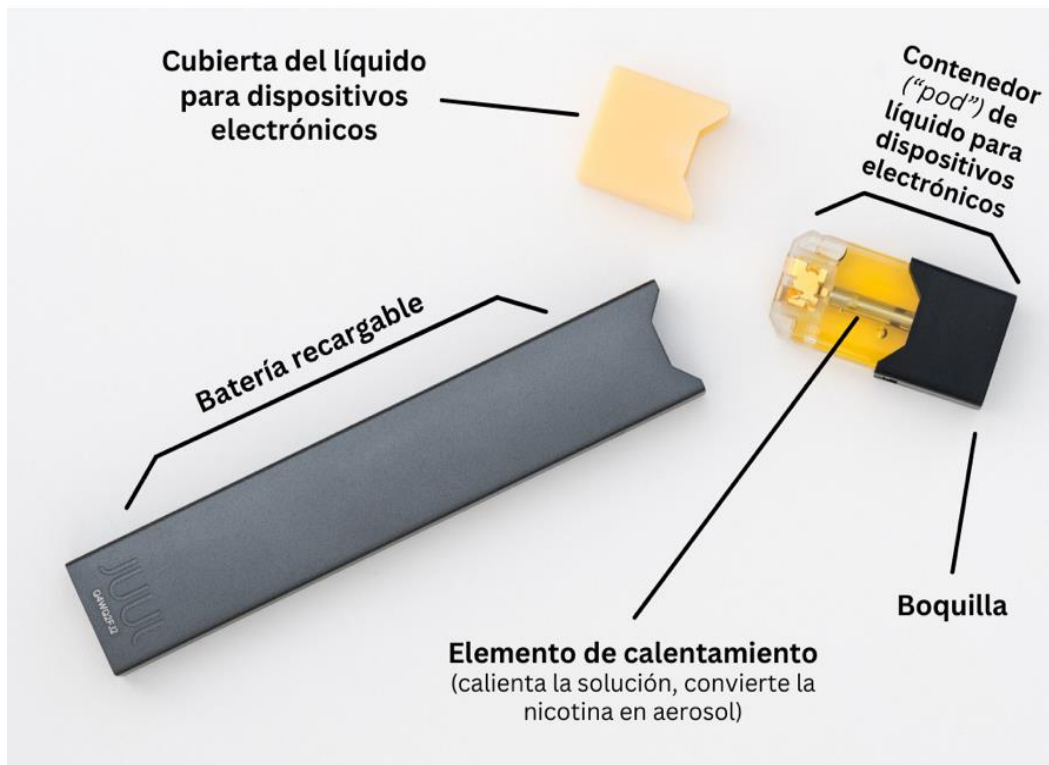 Cubierta del líquido
para dispositivos
electrónicos
Contenedor
(“pod”) de
líquido para
dispositivos
electrónicos
Batería recargable
JUUL
Elemento de calentamiento
(calienta la solución, convierte la
nicotina en aerosol)
Boquilla